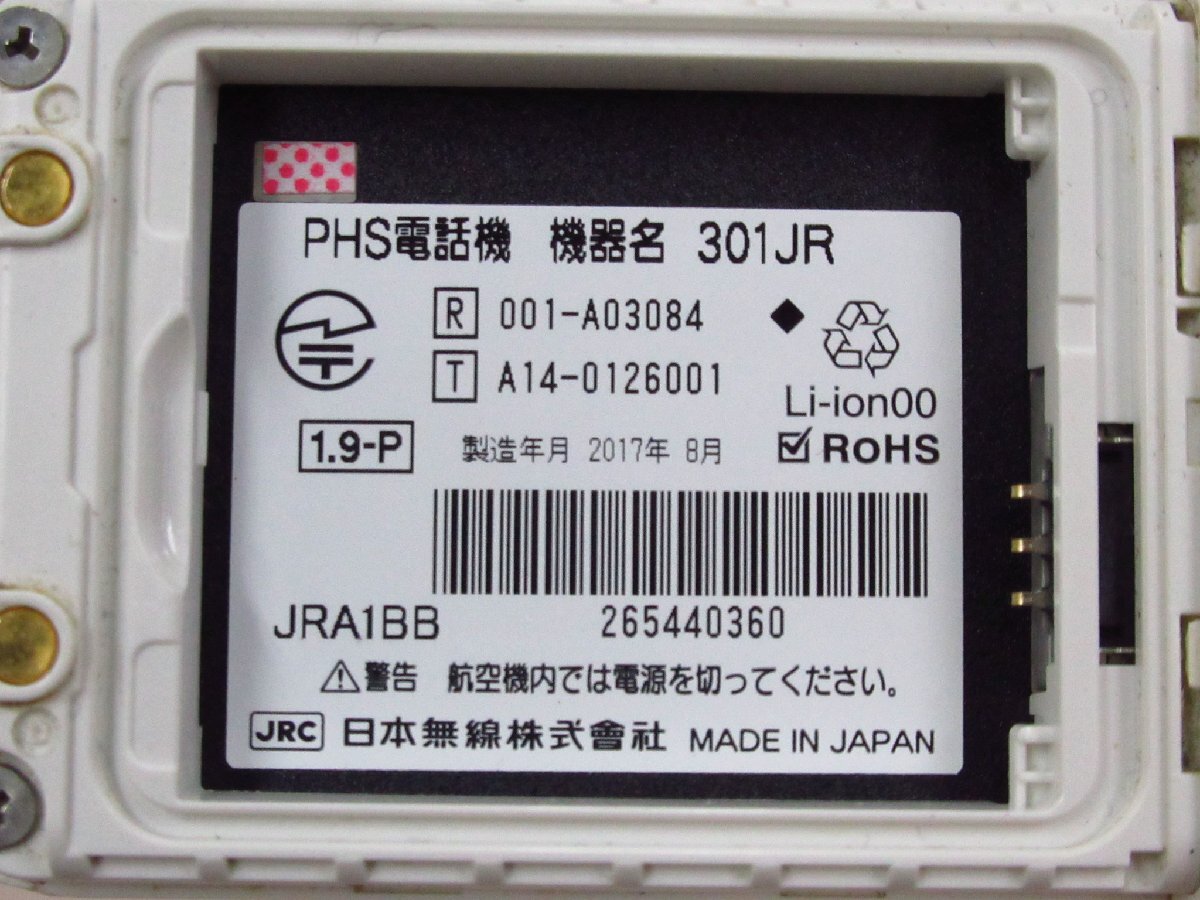 PHS電話機 機器名 301JR
R 001-A03084
T A14-0126001
Li-ion00
1.9-P 製造年月 2017年 8月 RoHS
JRA1BB 265440360
警告 航空機内では電源を切ってください。
JRC 日本無線株式會社 MADE IN JAPAN